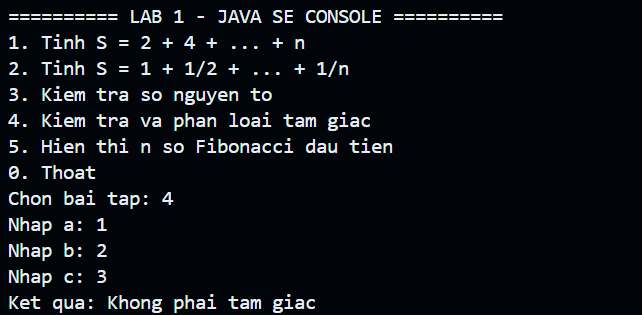 ========== LAB 1 - JAVA SE CONSOLE ==========
1. Tinh S = 2 + 4 + ... + n
2. Tinh S = 1 + 1/2 + ... + 1/n
3. Kiem tra so nguyen to
4. Kiem tra va phan loai tam giac
5. Hien thi n so Fibonacci dau tien
0. Thoat
Chon bai tap: 4
Nhap a: 1
Nhap b: 2
Nhap c: 3
Ket qua: Khong phai tam giac